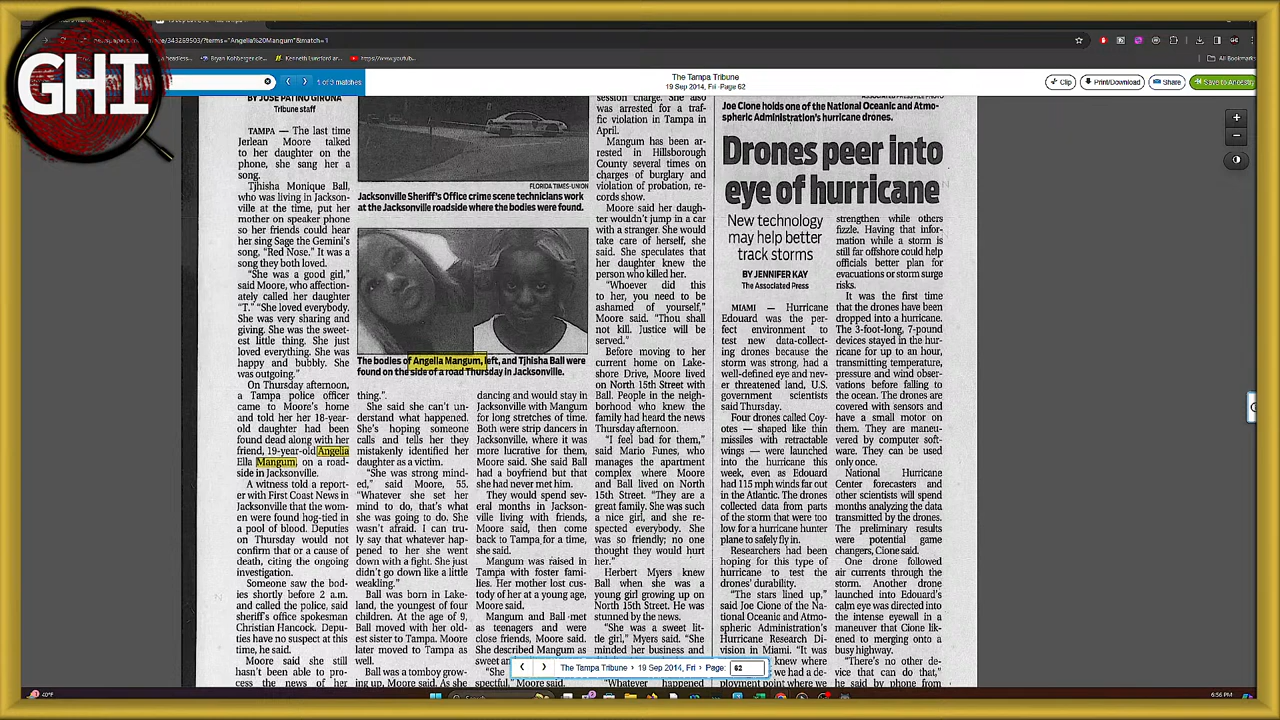 GHI
343269503/?terms="Angelia%20Mangum"&match=1
Bryan Kohberger cle...
Kenneth Lunceford ar...
https://www.youtub...
All Bookmarks
1 of 3 matches
The Tampa Tribune
19 Sep 2014, Fri · Page 62
Clip
Print/Download
Share
Save to Ancestry
BY JOSE PATINO GIRONA
Tribune staff
TAMPA — The last time
Jerlean Moore talked
to her daughter on the
phone, she sang her a
song.
Tjhisha Monique Ball,
who was living in Jackson-
ville at the time, put her
mother on speaker phone
so her friends could hear
her sing Sage the Gemini's
song, "Red Nose." It was a
song they both loved.
"She was a good girl,"
said Moore, who affection-
ately called her daughter
"T." "She loved everybody.
She was very sharing and
giving. She was the sweet-
est little thing. She just
loved everything. She was
happy and bubbly. She
was outgoing."
On Thursday afternoon,
a Tampa police officer
came to Moore's home
and told her her 18-year-
old daughter had been
found dead along with her
friend, 19-year-old Angelia
Ella Mangum, on a road-
side in Jacksonville.
A witness told a report-
er with First Coast News in
Jacksonville that the wom-
en were found hog-tied in
a pool of blood. Deputies
on Thursday would not
confirm that or a cause of
death, citing the ongoing
investigation.
Someone saw the bod-
ies shortly before 2 a.m.
and called the police, said
sheriff's office spokesman
Christian Hancock. Depu-
ties have no suspect at this
time, he said.
Moore said she still
hasn't been able to pro-
cess the news of her
FLORIDA TIMES-UNION
Jacksonville Sheriff's Office crime scene technicians work
at the Jacksonville roadside where the bodies were found.
The bodies of Angelia Mangum, left, and Tjhisha Ball were
found on the side of a road Thursday in Jacksonville.
thing.".
She said she can't un-
derstand what happened.
She's hoping someone
calls and tells her they
mistakenly identified her
daughter as a victim.
"She was strong mind-
ed," said Moore, 55.
"Whatever she set her
mind to do, that's what
she was going to do. She
wasn't afraid. I can tru-
ly say that whatever hap-
pened to her she went
down with a fight. She just
didn't go down like a little
weakling."
Ball was born in Lake-
land, the youngest of four
children. At the age of 9,
Ball moved with her old-
est sister to Tampa. Moore
later moved to Tampa as
well.
Ball was a tomboy grow-
ing up, Moore said. As she
dancing and would stay in
Jacksonville with Mangum
for long stretches of time.
Both were strip dancers in
Jacksonville, where it was
more lucrative for them,
Moore said. She said Ball
had a boyfriend but that
she had never met him.
They would spend sev-
eral months in Jackson-
ville living with friends,
Moore said, then come
back to Tampa for a time,
she said.
Mangum was raised in
Tampa with foster fami-
lies. Her mother lost cus-
tody of her at a young age,
Moore said.
Mangum and Ball met
as teenagers and were
close friends, Moore said.
She described Mangum as
sweet an
"She
spectful," Moore said.
session charge. She also
was arrested for a traf-
fic violation in Tampa in
April.
Mangum has been ar-
rested in Hillsborough
County several times on
charges of burglary and
violation of probation, re-
cords show.
Moore said her daugh-
ter wouldn't jump in a car
with a stranger. She would
take care of herself, she
said. She speculates that
her daughter knew the
person who killed her.
"Whoever did this
to her, you need to be
ashamed of yourself,"
Moore said. "Thou shall
not kill. Justice will be
served."
Before moving to her
current home on Lake-
shore Drive, Moore lived
on North 15th Street with
Ball. People in the neigh-
borhood who knew the
family had heard the news
Thursday afternoon.
"I feel bad for them,"
said Mario Funes, who
manages the apartment
complex where Moore
and Ball lived on North
15th Street. "They are a
great family. She was such
a nice girl, and she re-
spected everybody. She
was so friendly; no one
thought they would hurt
her."
Herbert Myers knew
Ball when she was a
young girl growing up on
North 15th Street. He was
stunned by the news.
"She was a sweet lit-
tle girl," Myers said. "She
minded her business and
"Whatever happened
Joe Cione holds one of the National Oceanic and Atmo-
spheric Administration's hurricane drones.
Drones peer into
eye of hurricane
New technology
may help better
track storms
BY JENNIFER KAY
The Associated Press
MIAMI — Hurricane
Edouard was the per-
fect environment to
test new data-collect-
ing drones because the
storm was strong, had a
well-defined eye and nev-
er threatened land, U.S.
government scientists
said Thursday.
Four drones called Coy-
otes — shaped like thin
missiles with retractable
wings — were launched
into the hurricane this
week, even as Edouard
had 115 mph winds far out
in the Atlantic. The drones
collected data from parts
of the storm that were too
low for a hurricane hunter
plane to safely fly in.
Researchers had been
hoping for this type of
hurricane to test the
drones' durability.
"The stars lined up,"
said Joe Cione of the Na-
tional Oceanic and Atmo-
spheric Administration's
Hurricane Research Di-
vision in Miami. "It was
knew where
we had a de-
ployment point where we
strengthen while others
fizzle. Having that infor-
mation while a storm is
still far offshore could help
officials better plan for
evacuations or storm surge
risks.
It was the first time
that the drones have been
dropped into a hurricane.
The 3-foot-long, 7-pound
devices stayed in the hur-
ricane for up to an hour,
transmitting temperature,
pressure and wind obser-
vations before falling to
the ocean. The drones are
covered with sensors and
have a small motor on
them. They are maneu-
vered by computer soft-
ware. They can be used
only once.
National Hurricane
Center forecasters and
other scientists will spend
months analyzing the data
transmitted by the drones.
The preliminary results
were potential game
changers, Cione said.
One drone followed
air currents through the
storm. Another drone
launched into Edouard's
calm eye was directed into
the intense eyewall in a
maneuver that Cione lik-
ened to merging onto a
busy highway.
"There's no other de-
vice that can do that,"
he said by phone from
The Tampa Tribune › 19 Sep 2014, Fri › Page: 62
40°F
6:56 PM